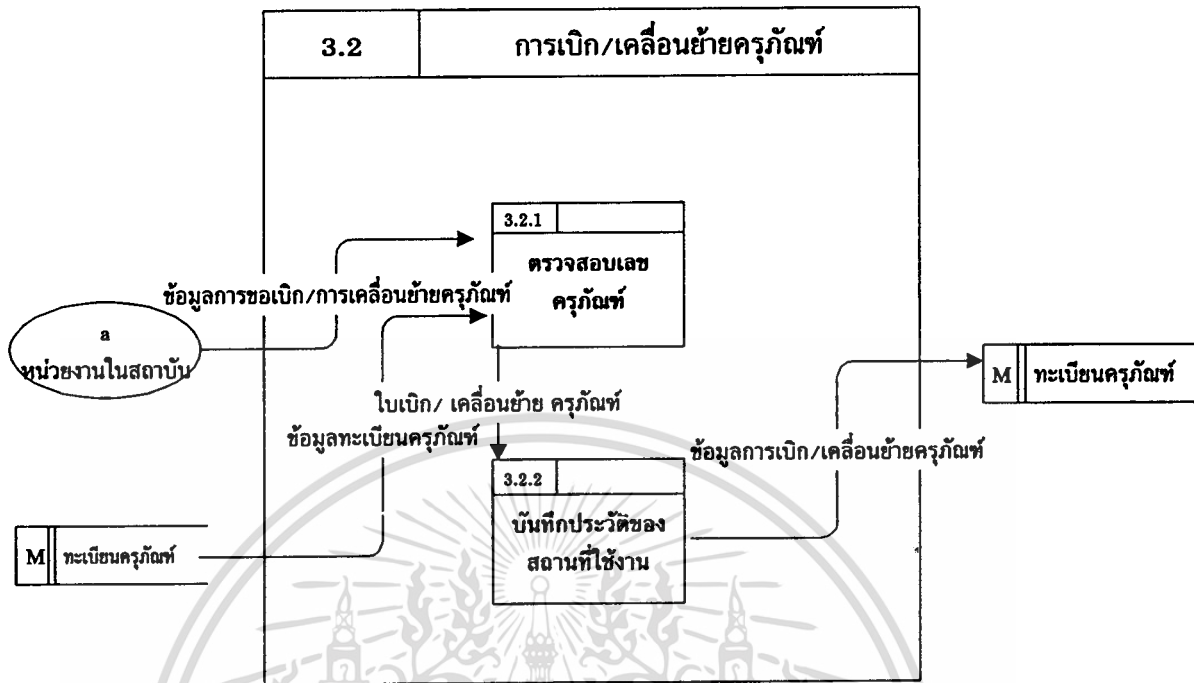 3.2 การเบิก/เคลื่อนย้ายครุภัณฑ์
3.2.1
ตรวจสอบเลข
ครุภัณฑ์
ข้อมูลการขอเบิก/การเคลื่อนย้ายครุภัณฑ์
a
หน่วยงานในสถาบัน
M ทะเบียนครุภัณฑ์
ใบเบิก/ เคลื่อนย้าย ครุภัณฑ์
ข้อมูลทะเบียนครุภัณฑ์
ข้อมูลการเบิก/เคลื่อนย้ายครุภัณฑ์
3.2.2
บันทึกประวัติของ
สถานที่ใช้งาน
M ทะเบียนครุภัณฑ์